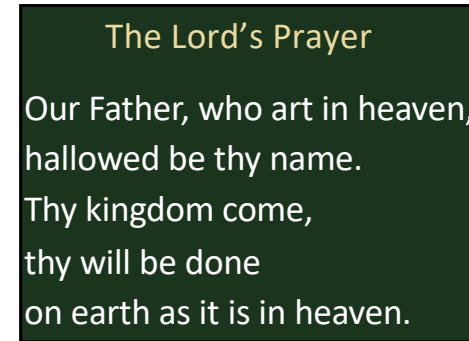 The Lord’s Prayer
Our Father, who art in heaven,
hallowed be thy name.
Thy kingdom come,
thy will be done
on earth as it is in heaven.